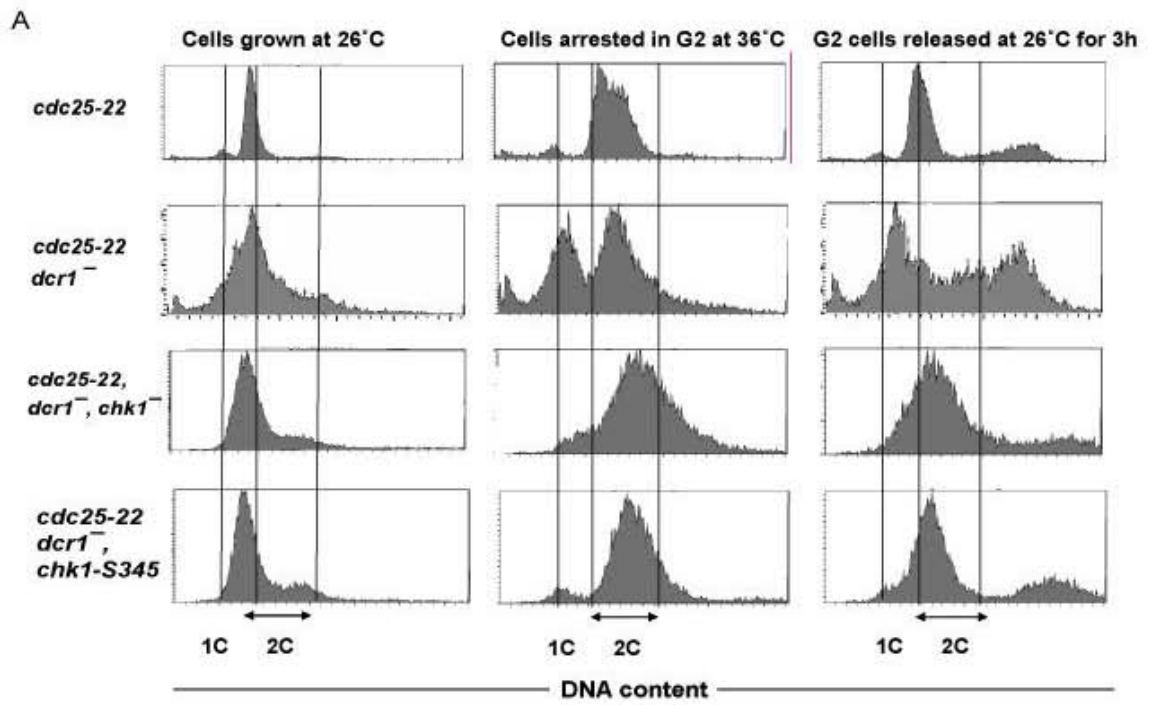 A
Cells grown at 26˚C
Cells arrested in G2 at 36˚C
G2 cells released at 26˚C for 3h
cdc25-22
cdc25-22
dcr1⁻
cdc25-22,
dcr1⁻, chk1⁻
cdc25-22
dcr1⁻,
chk1-S345
1C 2C
1C 2C
1C 2C
DNA content